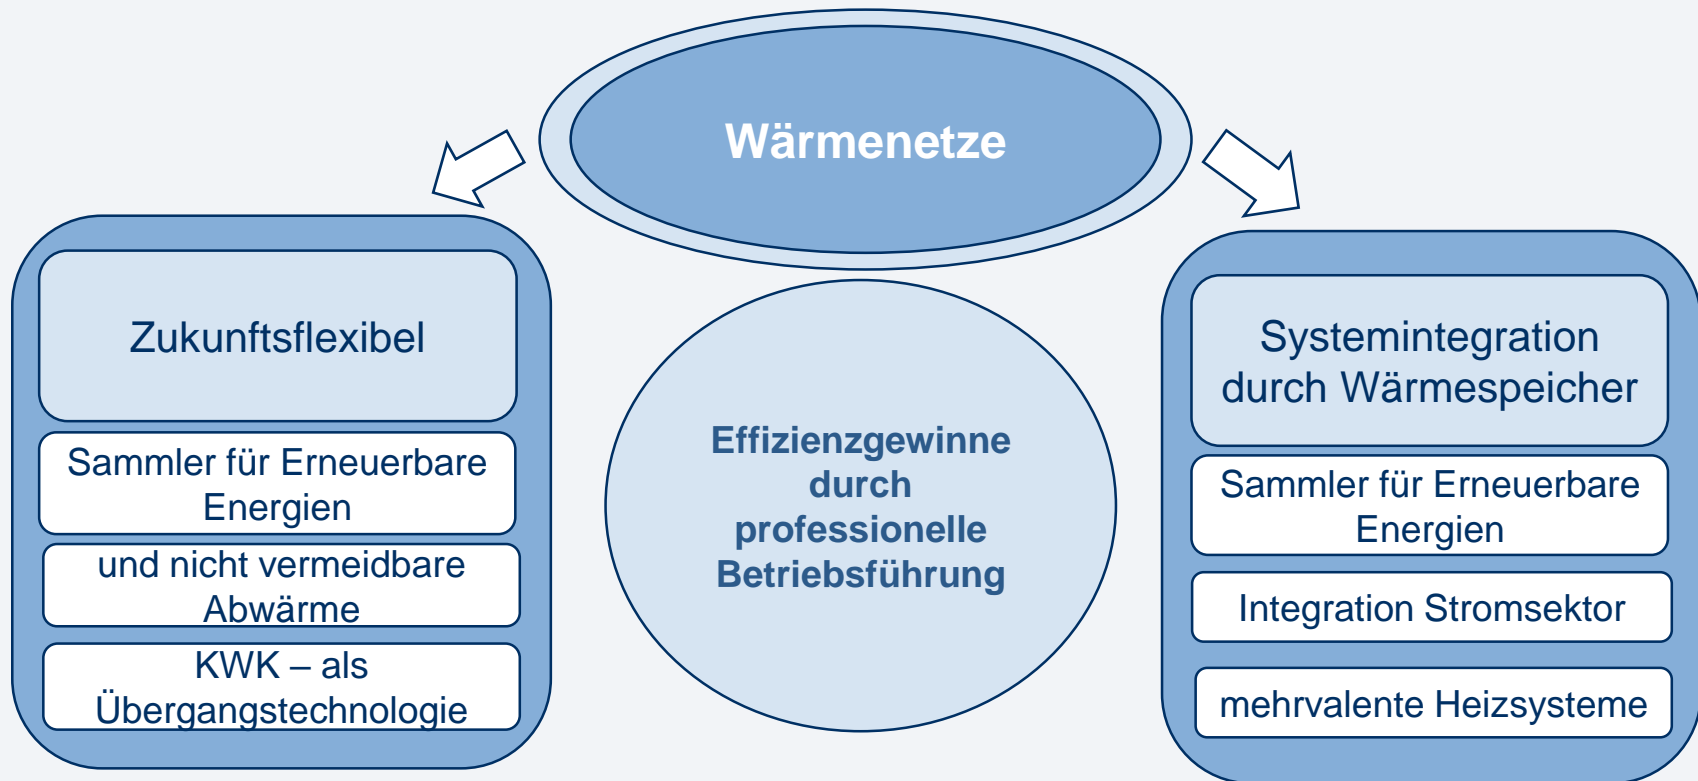 Wärmenetze
Zukunftsflexibel
Sammler für Erneuerbare
Energien
und nicht vermeidbare
Abwärme
KWK – als
Übergangstechnologie
Effizienzgewinne
durch
professionelle
Betriebsführung
Systemintegration
durch Wärmespeicher
Sammler für Erneuerbare
Energien
Integration Stromsektor
mehrvalente Heizsysteme